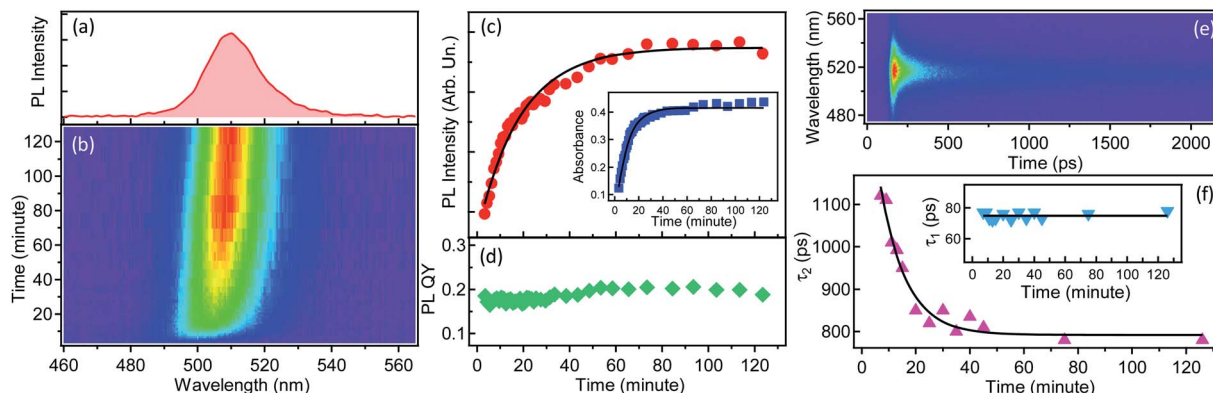 (a)
PL Intensity
(b)
Time (minute)
120
100
80
60
40
20
460 480 500 520 540 560
Wavelength (nm)
(c)
PL Intensity (Arb. Un.)
Absorbance
0.4
0.3
0.2
0.1
0 20 40 60 80 100 120
Time (minute)
(d)
PL QY
0.3
0.2
0.1
0 20 40 60 80 100 120 140
Time (minute)
(e)
Wavelength (nm)
560
520
480
0 500 1000 1500 2000
Time (ps)
(f)
τ2 (ps)
1100
1000
900
800
τ1 (ps)
80
60
0 20 40 60 80 100 120
Time (minute)
0 20 40 60 80 100 120
Time (minute)